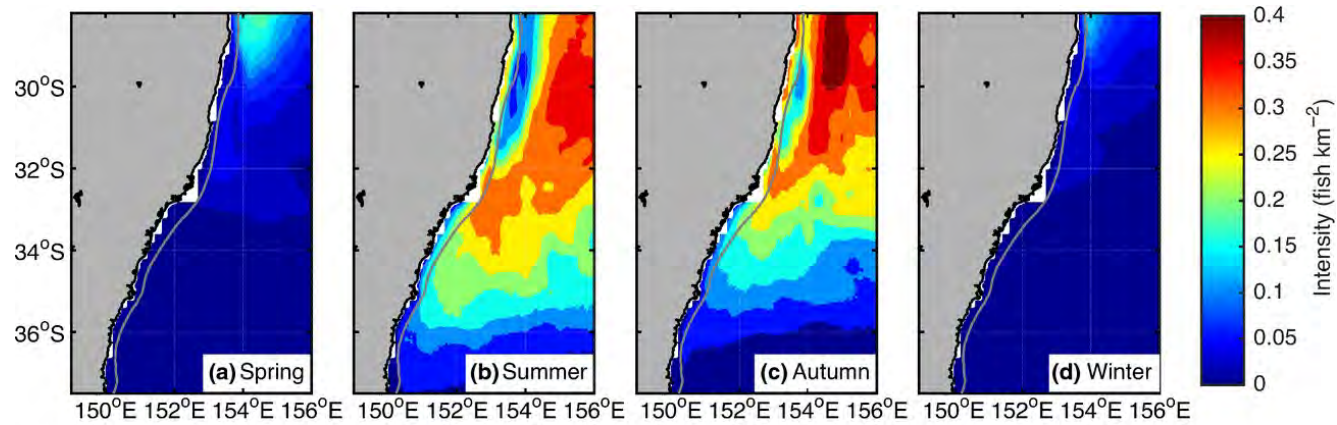 30°S
32°S
34°S
36°S
(a) Spring
(b) Summer
(c) Autumn
(d) Winter
150°E 152°E 154°E 156°E
150°E 152°E 154°E 156°E
150°E 152°E 154°E 156°E
150°E 152°E 154°E 156°E
0.4
0.35
0.3
0.25
0.2
0.15
0.1
0.05
0
Intensity (fish km⁻²)